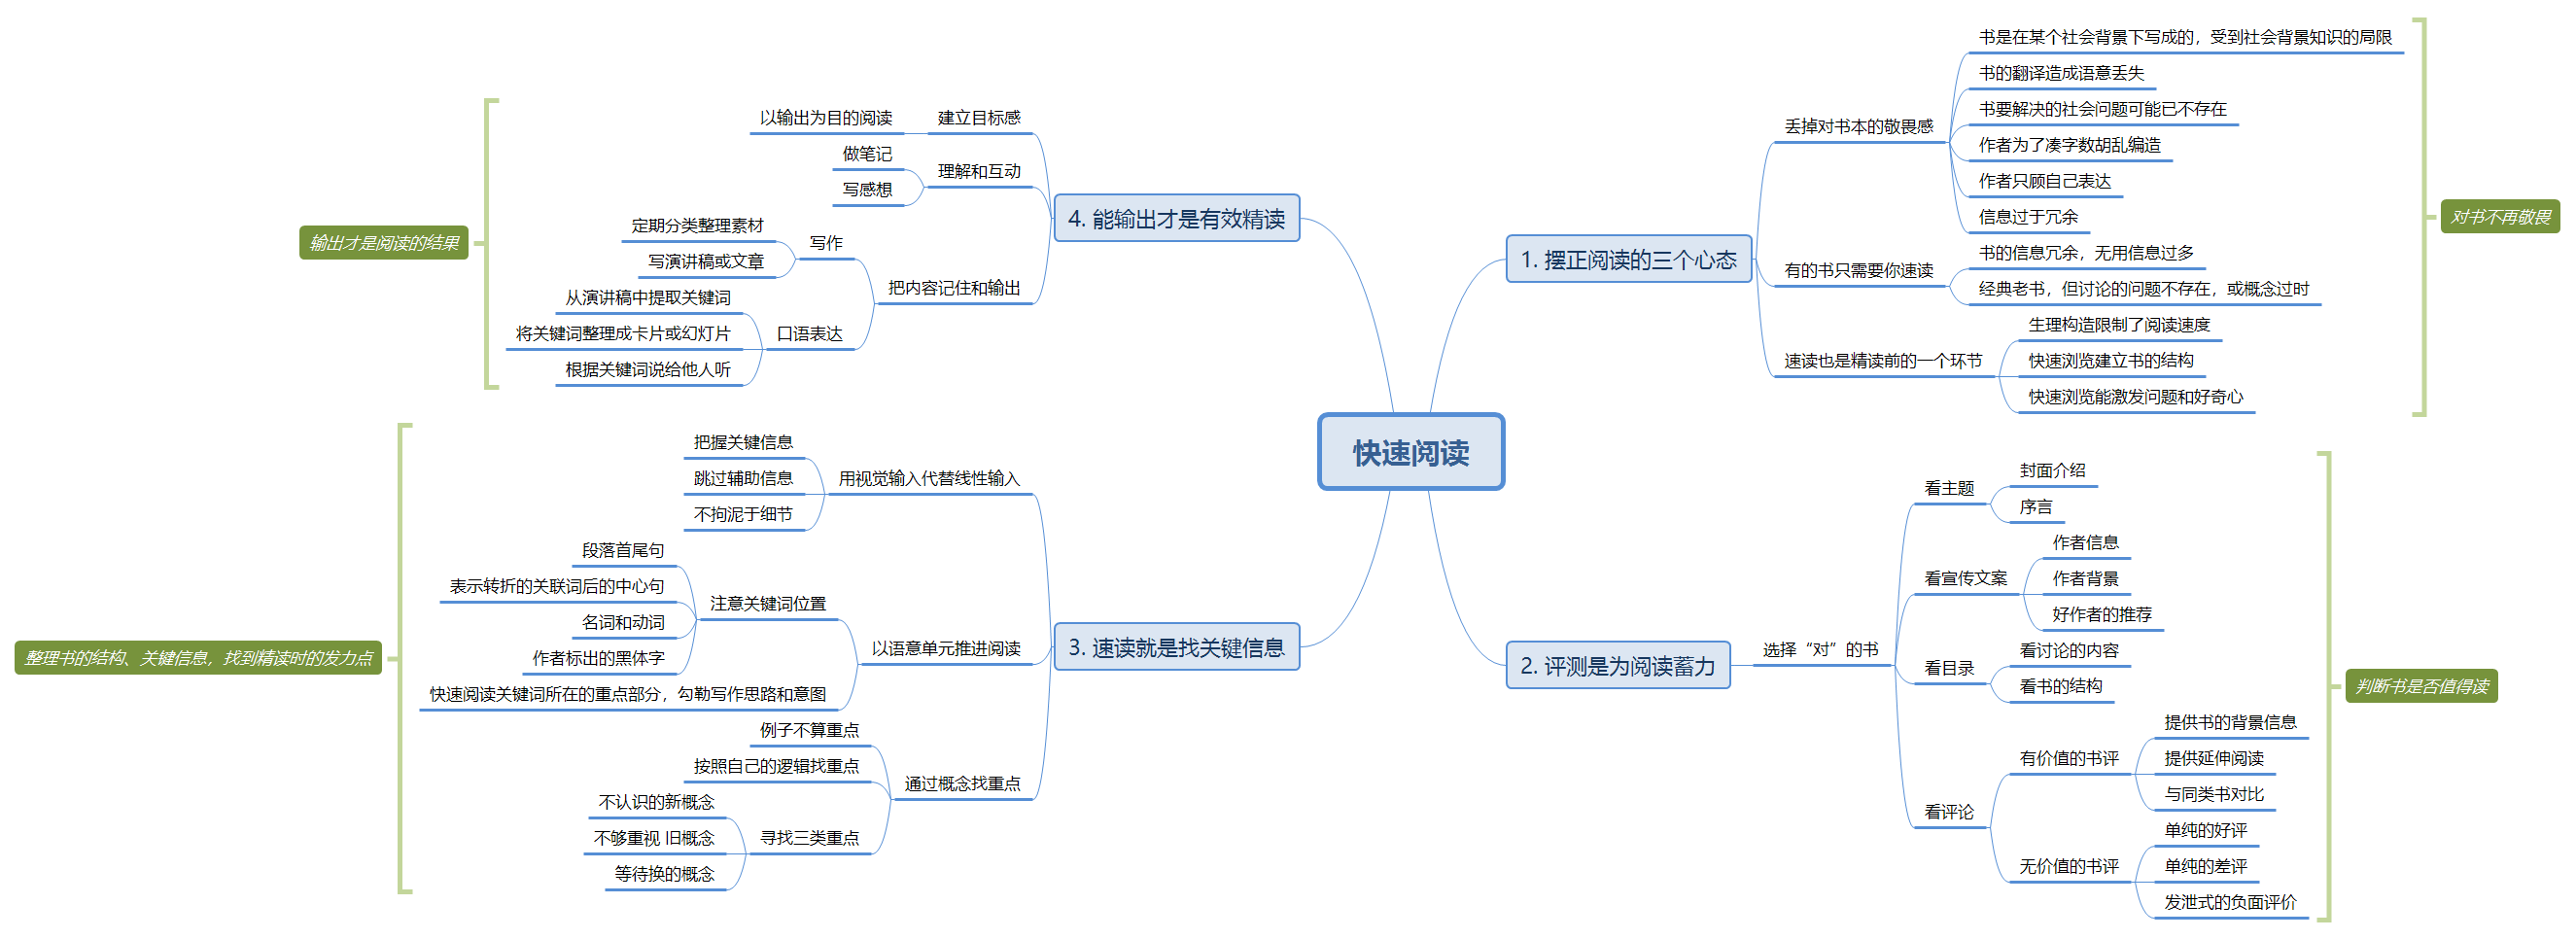 快速阅读
1. 摆正阅读的三个心态
丢掉对书本的敬畏感
书是在某个社会背景下写成的，受到社会背景知识的局限
书的翻译造成语意丢失
书要解决的社会问题可能已不存在
作者为了凑字数胡乱编造
作者只顾自己表达
信息过于冗余
有的书只需要你速读
书的信息冗余，无用信息过多
经典老书，但讨论的问题不存在，或概念过时
速读也是精读前的一个环节
生理构造限制了阅读速度
快速浏览建立书的结构
快速浏览能激发问题和好奇心
对书不再敬畏
2. 评测是为阅读蓄力
选择“对”的书
看主题
封面介绍
序言
看宣传文案
作者信息
作者背景
好作者的推荐
看目录
看讨论的内容
看书的结构
看评论
有价值的书评
提供书的背景信息
提供延伸阅读
与同类书对比
无价值的书评
单纯的好评
单纯的差评
发泄式的负面评价
判断书是否值得读
3. 速读就是找关键信息
用视觉输入代替线性输入
把握关键信息
跳过辅助信息
不拘泥于细节
以语意单元推进阅读
注意关键词位置
段落首尾句
表示转折的关联词后的中心句
名词和动词
作者标出的黑体字
快速阅读关键词所在的重点部分，勾勒写作思路和意图
通过概念找重点
例子不算重点
按照自己的逻辑找重点
寻找三类重点
不认识的新概念
不够重视 旧概念
等待换的概念
整理书的结构、关键信息，找到精读时的发力点
4. 能输出才是有效精读
建立目标感
以输出为目的阅读
理解和互动
做笔记
写感想
把内容记住和输出
写作
定期分类整理素材
写演讲稿或文章
口语表达
从演讲稿中提取关键词
将关键词整理成卡片或幻灯片
根据关键词说给他人听
输出才是阅读的结果